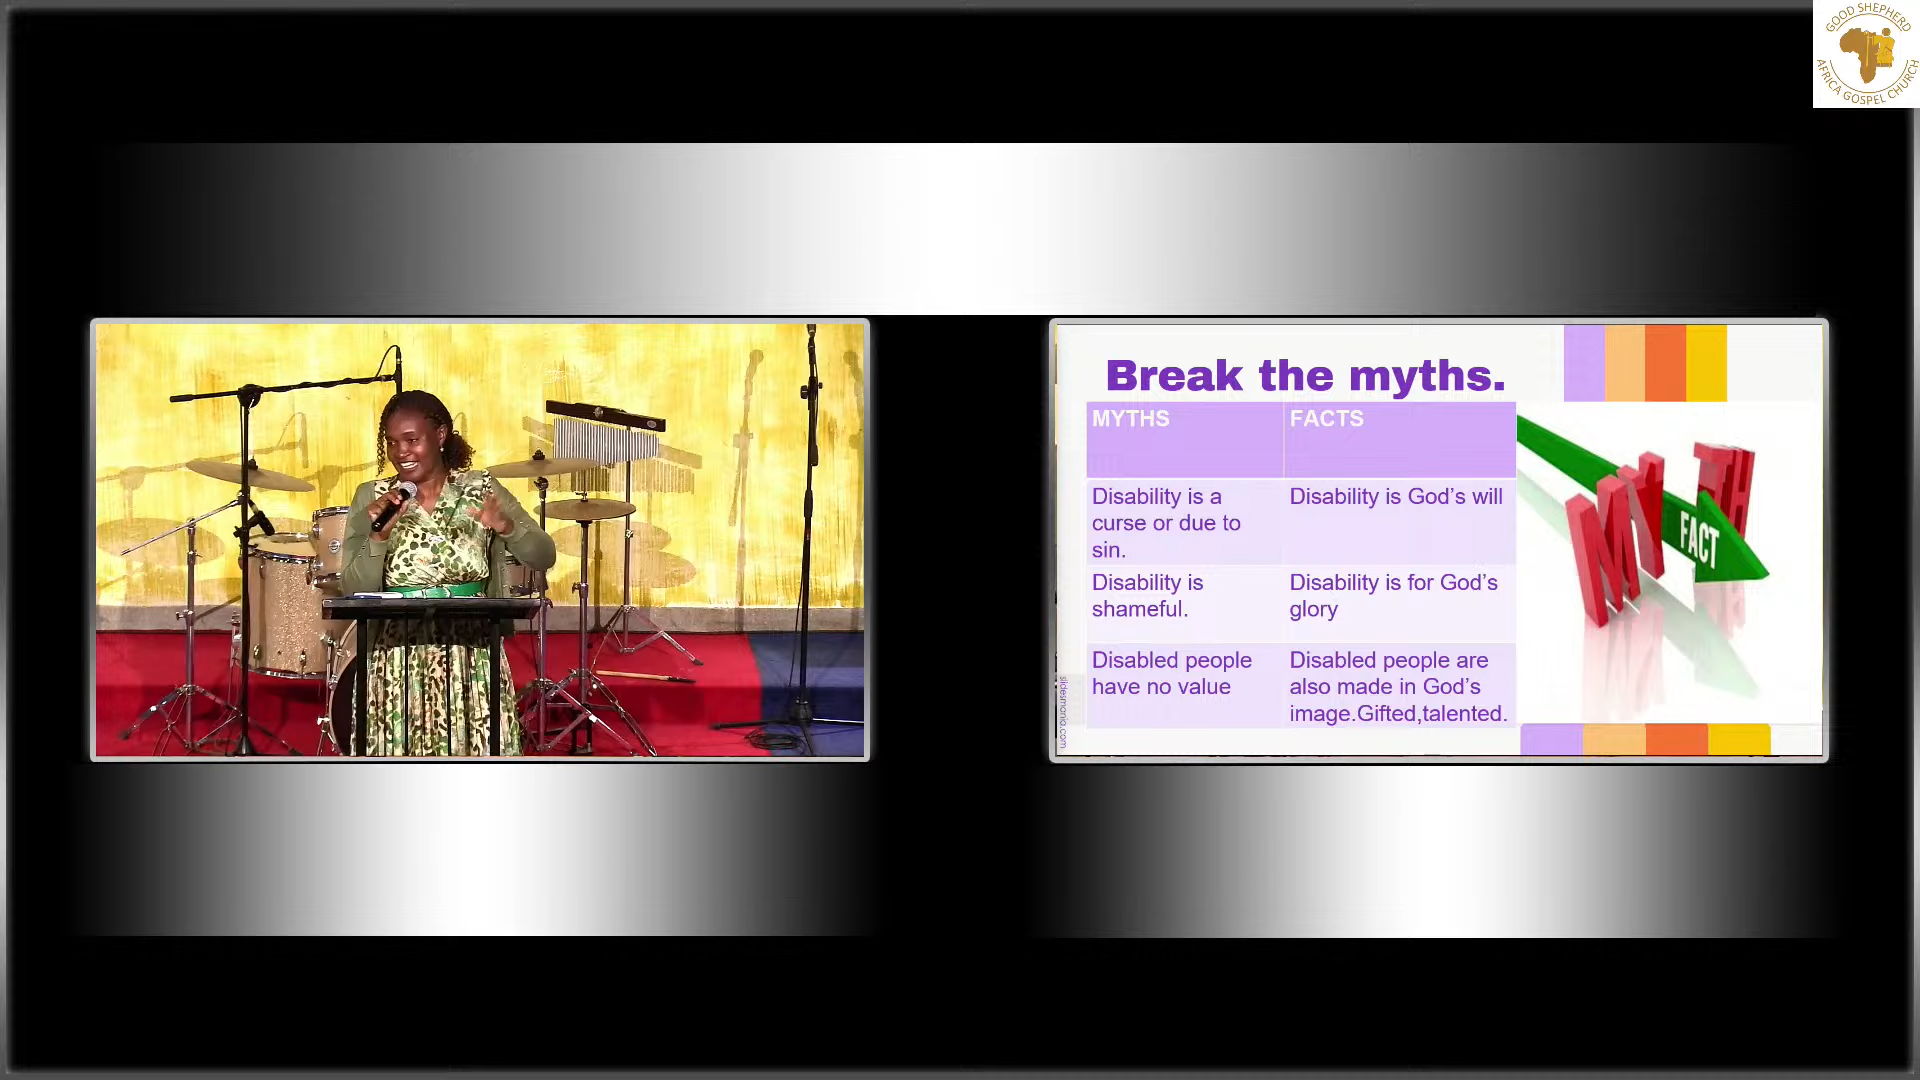 GOOD SHEPHERD
AFRICA GOSPEL CHURCH
Break the myths.
MYTHS
FACTS
Disability is a
curse or due to
sin.
Disability is God's will
Disability is
shameful.
Disability is for God's
glory
Disabled people
have no value
Disabled people are
also made in God's
image.Gifted,talented.
MYTH
FACT
slidesmania.com